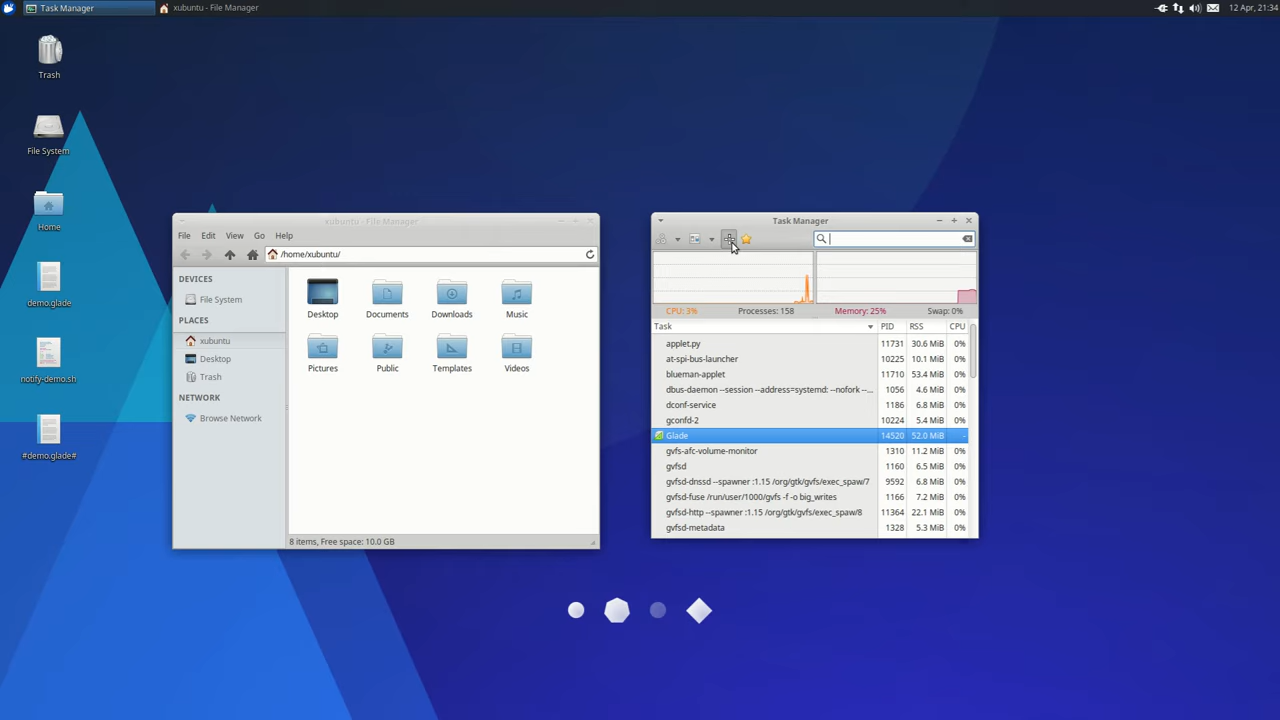 Task Manager
xubuntu - File Manager
12 Apr, 21:34
Trash
File System
Home
demo.glade
notify-demo.sh
#demo.glade#
xubuntu - File Manager
File Edit View Go Help
/home/xubuntu/
DEVICES
File System
PLACES
xubuntu
Desktop
Trash
NETWORK
Browse Network
Desktop Documents Downloads Music
Pictures Public Templates Videos
8 items, Free space: 10.0 GB
Task Manager
CPU: 3% Processes: 158 Memory: 25% Swap: 0%
Task PID RSS CPU
applet.py 11731 30.6 MiB 0%
at-spi-bus-launcher 10225 10.1 MiB 0%
blueman-applet 11710 53.4 MiB 0%
dbus-daemon --session --address=systemd: --nofork --... 1056 4.6 MiB 0%
dconf-service 1186 6.8 MiB 0%
gconfd-2 10224 5.4 MiB 0%
Glade 14520 52.0 MiB -
gvfs-afc-volume-monitor 1310 11.2 MiB 0%
gvfsd 1160 6.5 MiB 0%
gvfsd-dnssd --spawner :1.15 /org/gtk/gvfs/exec_spaw/7 9592 6.8 MiB 0%
gvfsd-fuse /run/user/1000/gvfs -f -o big_writes 1166 7.2 MiB 0%
gvfsd-http --spawner :1.15 /org/gtk/gvfs/exec_spaw/8 11364 22.1 MiB 0%
gvfsd-metadata 1328 5.3 MiB 0%